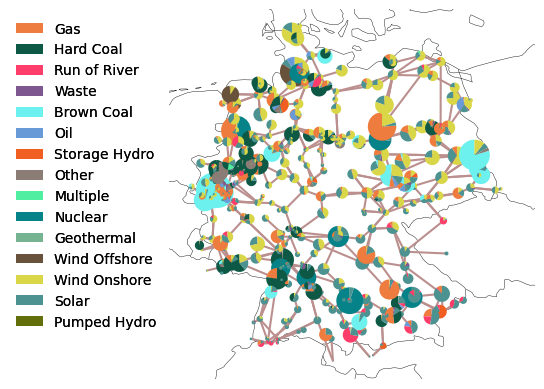 Gas
Hard Coal
Run of River
Waste
Brown Coal
Oil
Storage Hydro
Other
Multiple
Nuclear
Geothermal
Wind Offshore
Wind Onshore
Solar
Pumped Hydro